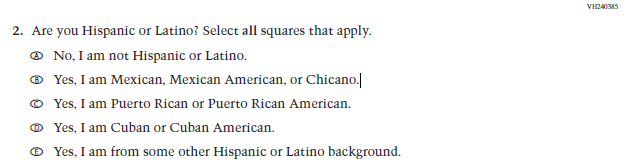 VH240385
2. Are you Hispanic or Latino? Select all squares that apply.
Ⓐ No, I am not Hispanic or Latino.
Ⓑ Yes, I am Mexican, Mexican American, or Chicano.
Ⓒ Yes, I am Puerto Rican or Puerto Rican American.
Ⓓ Yes, I am Cuban or Cuban American.
Ⓔ Yes, I am from some other Hispanic or Latino background.